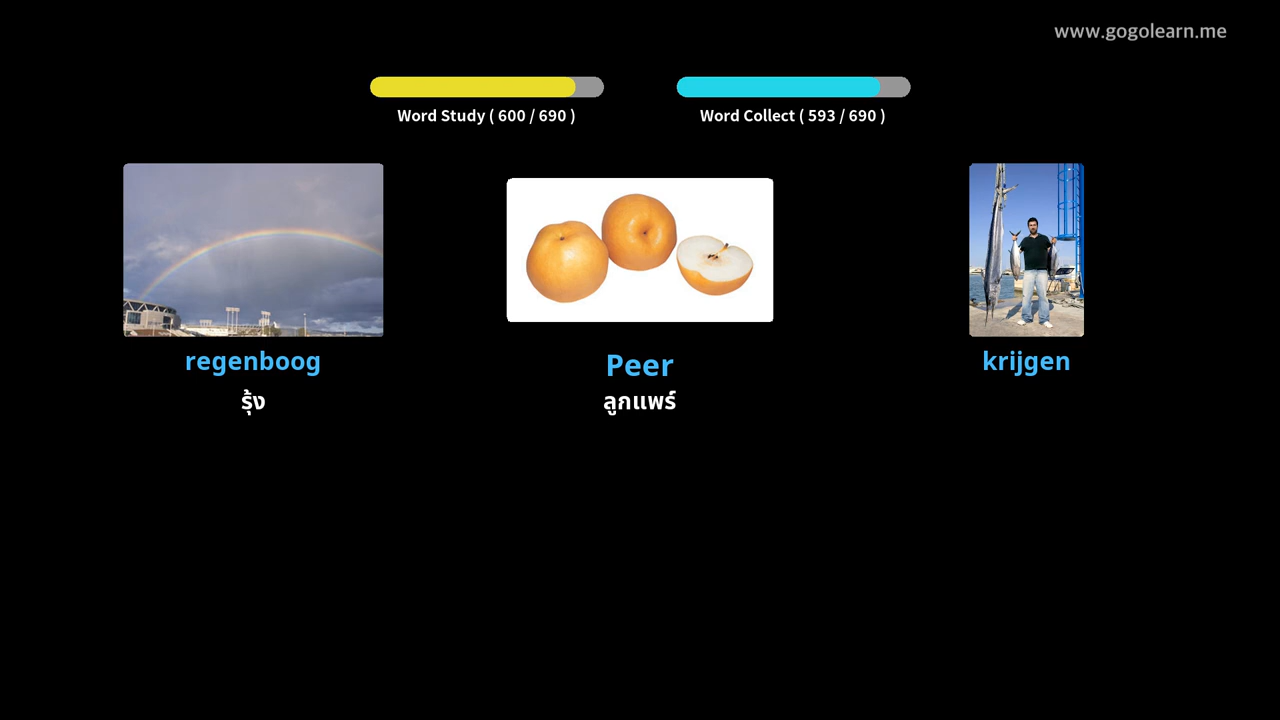 www.gogolearn.me
Word Study ( 600 / 690 )
Word Collect ( 593 / 690 )
regenboog
รุ้ง
Peer
ลูกแพร์
krijgen